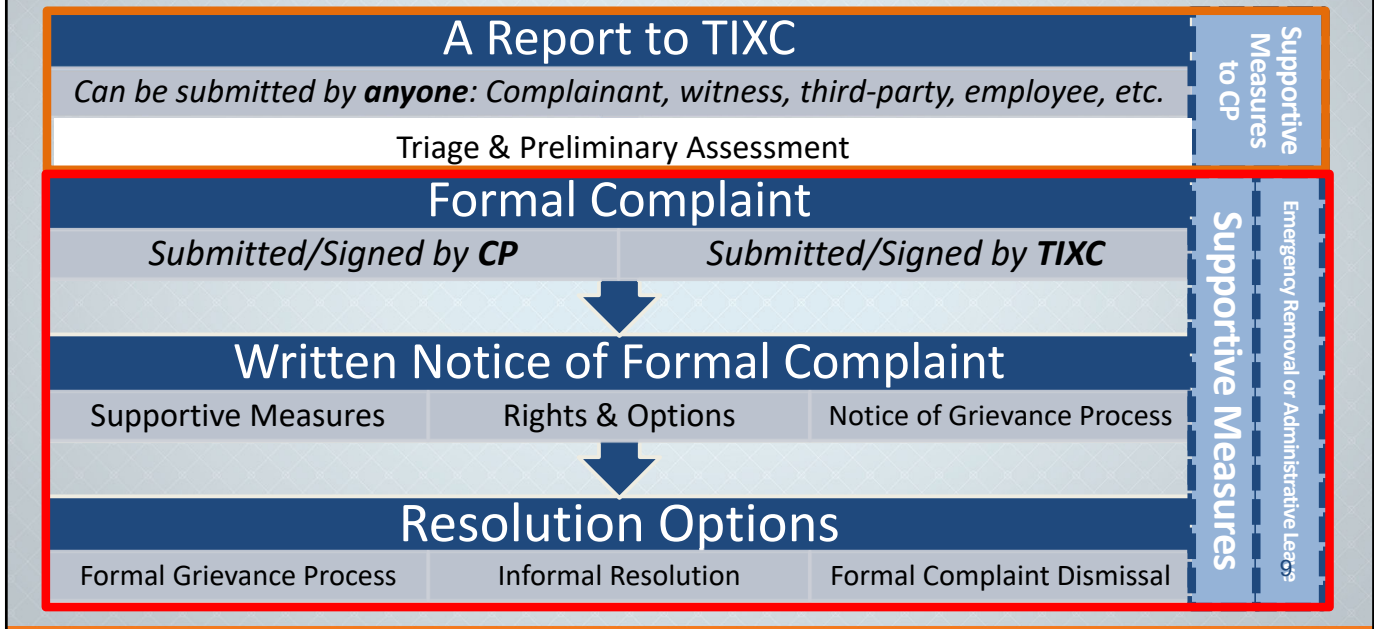 A Report to TIXC
Can be submitted by anyone: Complainant, witness, third-party, employee, etc.
Triage & Preliminary Assessment
Supportive
Measures
to CP
Formal Complaint
Submitted/Signed by CP
Submitted/Signed by TIXC
Written Notice of Formal Complaint
Supportive Measures
Rights & Options
Notice of Grievance Process
Resolution Options
Formal Grievance Process
Informal Resolution
Formal Complaint Dismissal
Supportive Measures
Emergency Removal or Administrative Leave
9